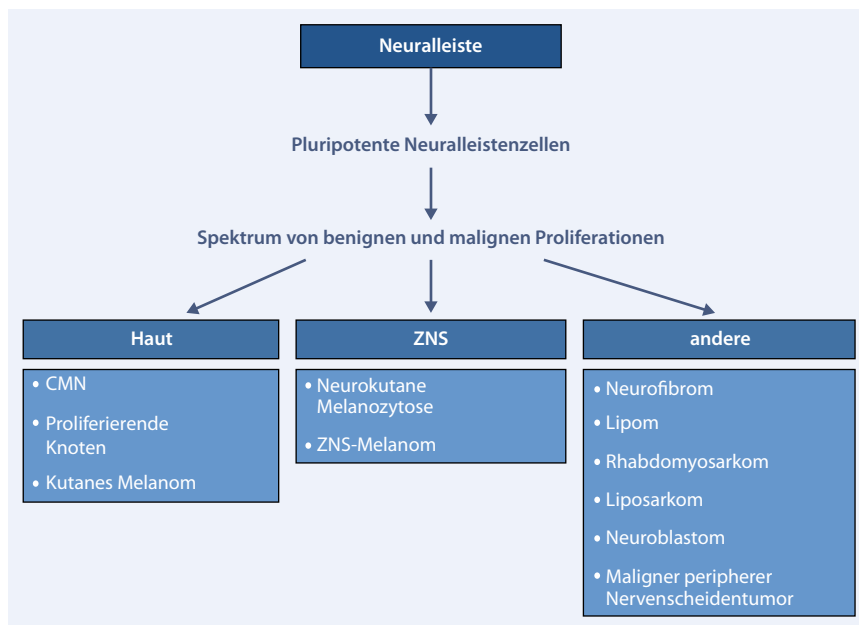 Neuralleiste
Pluripotente Neuralleistenzellen
Spektrum von benignen und malignen Proliferationen
Haut
• CMN
• Proliferierende
Knoten
• Kutanes Melanom
ZNS
• Neurokutane
Melanozytose
• ZNS-Melanom
andere
• Neurofibrom
• Lipom
• Rhabdomyosarkom
• Liposarkom
• Neuroblastom
• Maligner peripherer
Nervenscheidentumor